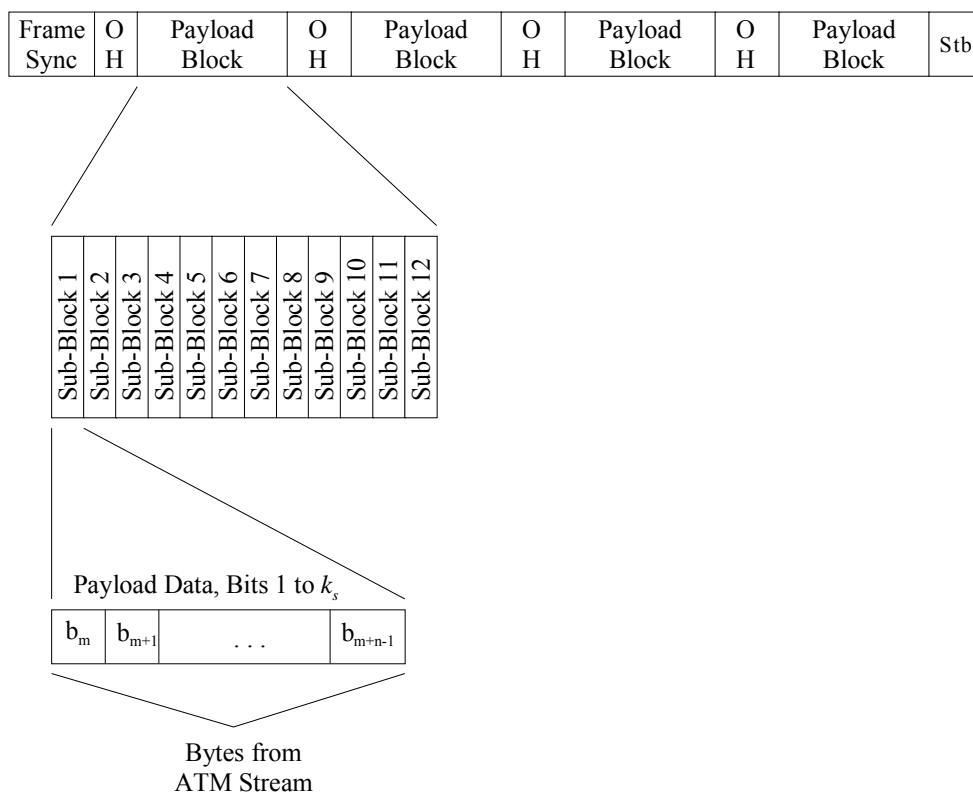 Frame Sync
O H
Payload Block
O H
Payload Block
O H
Payload Block
O H
Payload Block
Stb
Sub-Block 1
Sub-Block 2
Sub-Block 3
Sub-Block 4
Sub-Block 5
Sub-Block 6
Sub-Block 7
Sub-Block 8
Sub-Block 9
Sub-Block 10
Sub-Block 11
Sub-Block 12
Payload Data, Bits 1 to kₛ
bₘ
bₘ₊₁
. . .
bₘ₊ₙ₋₁
Bytes from
ATM Stream